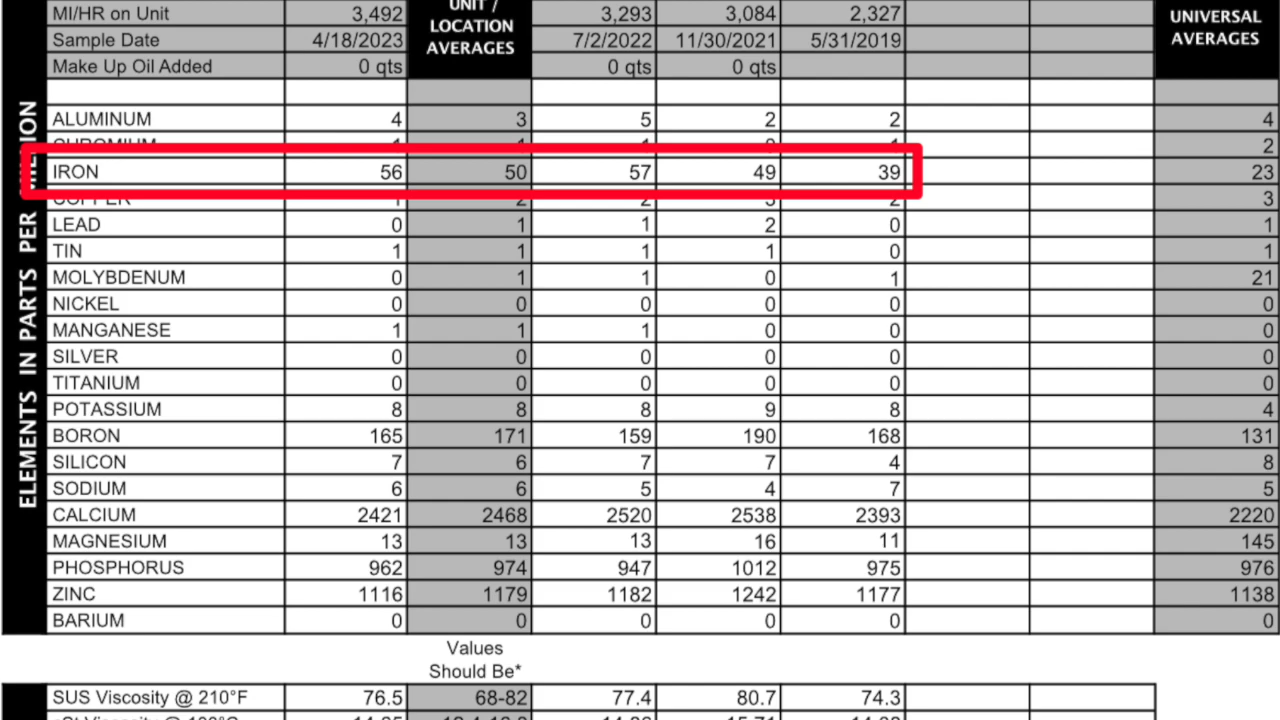 MI/HR on Unit 3,492 UNIT / LOCATION AVERAGES 3,293 3,084 2,327 UNIVERSAL AVERAGES
Sample Date 4/18/2023 7/2/2022 11/30/2021 5/31/2019
Make Up Oil Added 0 qts 0 qts 0 qts
ELEMENTS IN PARTS PER MILLION
ALUMINUM 4 3 5 2 2 4
CHROMIUM 1 1 1 0 1 2
IRON 56 50 57 49 39 23
COPPER 1 2 2 3 2 3
LEAD 0 1 1 2 0 1
TIN 1 1 1 1 0 1
MOLYBDENUM 0 1 1 0 1 21
NICKEL 0 0 0 0 0 0
MANGANESE 1 1 1 0 0 0
SILVER 0 0 0 0 0 0
TITANIUM 0 0 0 0 0 0
POTASSIUM 8 8 8 9 8 4
BORON 165 171 159 190 168 131
SILICON 7 6 7 7 4 8
SODIUM 6 6 5 4 7 5
CALCIUM 2421 2468 2520 2538 2393 2220
MAGNESIUM 13 13 13 16 11 145
PHOSPHORUS 962 974 947 1012 975 976
ZINC 1116 1179 1182 1242 1177 1138
BARIUM 0 0 0 0 0 0
Values
Should Be*
SUS Viscosity @ 210°F 76.5 68-82 77.4 80.7 74.3